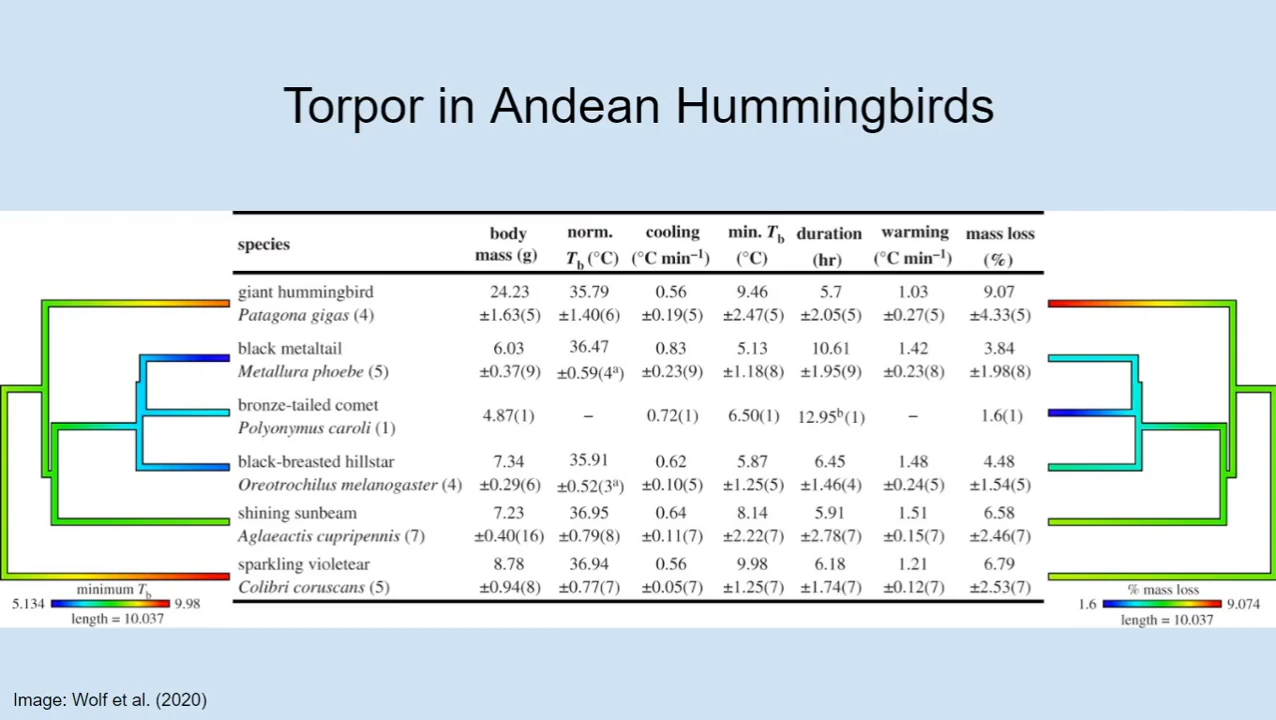 Torpor in Andean Hummingbirds
species body mass (g) norm. Tb (°C) cooling (°C min–1) min. Tb (°C) duration (hr) warming (°C min–1) mass loss (%)
giant hummingbird 24.23 35.79 0.56 9.46 5.7 1.03 9.07
Patagona gigas (4) ±1.63(5) ±1.40(6) ±0.19(5) ±2.47(5) ±2.05(5) ±0.27(5) ±4.33(5)
black metaltail 6.03 36.47 0.83 5.13 10.61 1.42 3.84
Metallura phoebe (5) ±0.37(9) ±0.59(4a) ±0.23(9) ±1.18(8) ±1.95(9) ±0.23(8) ±1.98(8)
bronze-tailed comet
4.87(1) – 0.72(1) 6.50(1) 12.95b(1) – 1.6(1)
Polyonymus caroli (1)
black-breasted hillstar 7.34 35.91 0.62 5.87 6.45 1.48 4.48
Oreotrochilus melanogaster (4) ±0.29(6) ±0.52(3a) ±0.10(5) ±1.25(5) ±1.46(4) ±0.24(5) ±1.54(5)
shining sunbeam 7.23 36.95 0.64 8.14 5.91 1.51 6.58
Aglaeactis cupripennis (7) ±0.40(16) ±0.79(8) ±0.11(7) ±2.22(7) ±2.78(7) ±0.15(7) ±2.46(7)
sparkling violetear 8.78 36.94 0.56 9.98 6.18 1.21 6.79
Colibri coruscans (5) ±0.94(8) ±0.77(7) ±0.05(7) ±1.25(7) ±1.74(7) ±0.12(7) ±2.53(7)
minimum Tb
5.134 9.98
length = 10.037
% mass loss
1.6 9.074
length = 10.037
Image: Wolf et al. (2020)